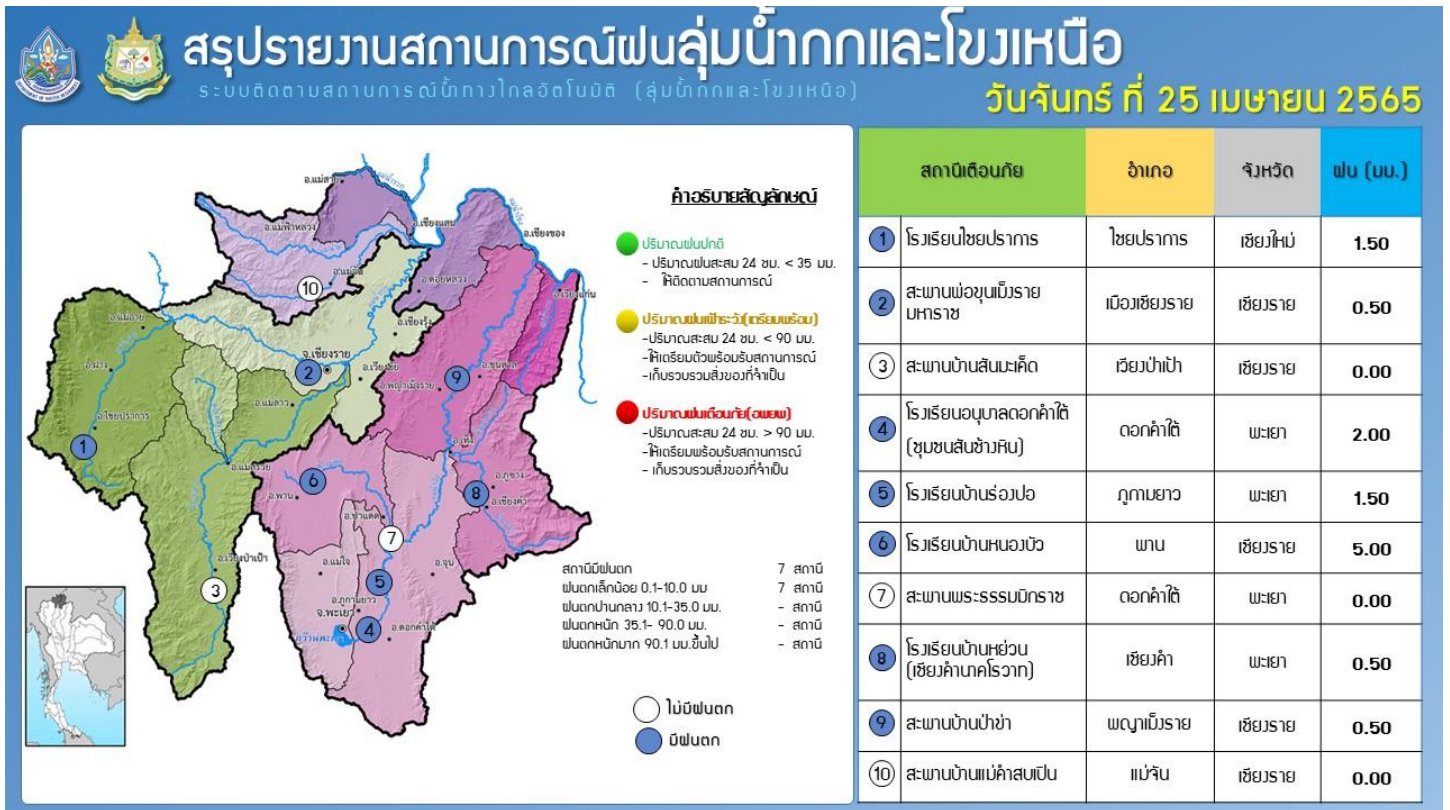 สรุปรายงานสถานการณ์ฝนลุ่มน้ำกกและโขงเหนือ
ระบบติดตามสถานการณ์น้ำทางไกลอัตโนมัติ (ลุ่มน้ำกกและโขงเหนือ)
วันจันทร์ ที่ 25 เมษายน 2565
อ.แม่สาย
อ.แม่ฟ้าหลวง
อ.เชียงแสน
อ.เชียงของ
อ.แม่จัน
10
อ.ดอยหลวง
อ.เวียงแก่น
อ.แม่อาย
อ.เชียงรุ้ง
จ.เชียงราย
2
อ.ฝาง
อ.เวียงชัย
อ.พญาเม็งราย
9
อ.ขุนตาล
อ.แม่ลาว
อ.ไชยปราการ
1
อ.เทิง
อ.แม่สรวย
6
อ.พาน
อ.ภูซาง
8
อ.เชียงคำ
อ.ป่าแดด
7
อ.เวียงป่าเป้า
3
อ.แม่ใจ
5
อ.จุน
อ.ภูกามยาว
จ.พะเยา
4
อ.ดอกคำใต้
กว๊านพะเยา
คำอธิบายสัญลักษณ์
ปริมาณฝนปกติ
- ปริมาณฝนสะสม 24 ชม. < 35 มม.
- ให้ติดตามสถานการณ์
ปริมาณฝนเฝ้าระวัง(เตรียมพร้อม)
-ปริมาณสะสม 24 ชม. < 90 มม.
-ให้เตรียมตัวพร้อมรับสถานการณ์
-เก็บรวบรวมสิ่งของที่จำเป็น
ปริมาณฝนเตือนภัย(อพยพ)
-ปริมาณสะสม 24 ชม. > 90 มม.
-ให้เตรียมพร้อมรับสถานการณ์
- เก็บรวบรวมสิ่งของที่จำเป็น
สถานีมีฝนตก 7 สถานี
ฝนตกเล็กน้อย 0.1-10.0 มม 7 สถานี
ฝนตกปานกลาง 10.1-35.0 มม. - สถานี
ฝนตกหนัก 35.1- 90.0 มม. - สถานี
ฝนตกหนักมาก 90.1 มม.ขึ้นไป - สถานี
ไม่มีฝนตก
มีฝนตก
สถานีเตือนภัย อำเภอ จังหวัด ฝน (มม.)
1 โรงเรียนไชยปราการ ไชยปราการ เชียงใหม่ 1.50
2 สะพานพ่อขุนเม็งราย
มหาราช เมืองเชียงราย เชียงราย 0.50
3 สะพานบ้านสันมะเค็ด เวียงป่าเป้า เชียงราย 0.00
4 โรงเรียนอนุบาลดอกคำใต้
(ชุมชนสันช้างหิน) ดอกคำใต้ พะเยา 2.00
5 โรงเรียนบ้านร่องปอ ภูกามยาว พะเยา 1.50
6 โรงเรียนบ้านหนองบัว พาน เชียงราย 5.00
7 สะพานพระธรรมมิกราช ดอกคำใต้ พะเยา 0.00
8 โรงเรียนบ้านหย่วน
(เชียงคำนาคโรวาท) เชียงคำ พะเยา 0.50
9 สะพานบ้านป่าข่า พญาเม็งราย เชียงราย 0.50
10 สะพานบ้านแม่คำสบเปิน แม่จัน เชียงราย 0.00